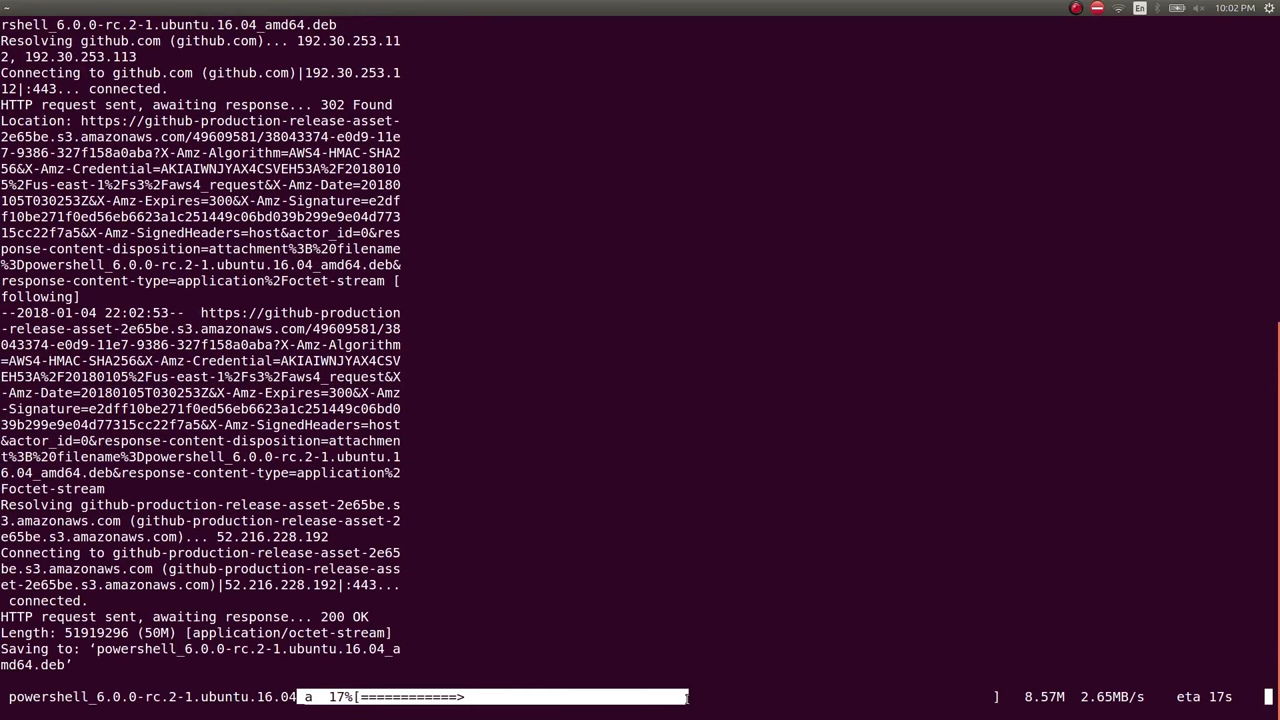 ~ En 10:02 PM
rshell_6.0.0-rc.2-1.ubuntu.16.04_amd64.deb
Resolving github.com (github.com)... 192.30.253.11
2, 192.30.253.113
Connecting to github.com (github.com)|192.30.253.1
12|:443... connected.
HTTP request sent, awaiting response... 302 Found
Location: https://github-production-release-asset-
2e65be.s3.amazonaws.com/49609581/38043374-e0d9-11e
7-9386-327f158a0aba?X-Amz-Algorithm=AWS4-HMAC-SHA2
56&X-Amz-Credential=AKIAIWNJYAX4CSVEH53A%2F2018010
5%2Fus-east-1%2Fs3%2Faws4_request&X-Amz-Date=20180
105T030253Z&X-Amz-Expires=300&X-Amz-Signature=e2df
f10be271f0ed56eb6623a1c251449c06bd039b299e9e04d773
15cc22f7a5&X-Amz-SignedHeaders=host&actor_id=0&res
ponse-content-disposition=attachment%3B%20filename
%3Dpowershell_6.0.0-rc.2-1.ubuntu.16.04_amd64.deb&
response-content-type=application%2Foctet-stream [
following]
--2018-01-04 22:02:53--  https://github-production
-release-asset-2e65be.s3.amazonaws.com/49609581/38
043374-e0d9-11e7-9386-327f158a0aba?X-Amz-Algorithm
=AWS4-HMAC-SHA256&X-Amz-Credential=AKIAIWNJYAX4CSV
EH53A%2F20180105%2Fus-east-1%2Fs3%2Faws4_request&X
-Amz-Date=20180105T030253Z&X-Amz-Expires=300&X-Amz
-Signature=e2dff10be271f0ed56eb6623a1c251449c06bd0
39b299e9e04d77315cc22f7a5&X-Amz-SignedHeaders=host
&actor_id=0&response-content-disposition=attachmen
t%3B%20filename%3Dpowershell_6.0.0-rc.2-1.ubuntu.1
6.04_amd64.deb&response-content-type=application%2
Foctet-stream
Resolving github-production-release-asset-2e65be.s
3.amazonaws.com (github-production-release-asset-2
e65be.s3.amazonaws.com)... 52.216.228.192
Connecting to github-production-release-asset-2e65
be.s3.amazonaws.com (github-production-release-ass
et-2e65be.s3.amazonaws.com)|52.216.228.192|:443...
 connected.
HTTP request sent, awaiting response... 200 OK
Length: 51919296 (50M) [application/octet-stream]
Saving to: ‘powershell_6.0.0-rc.2-1.ubuntu.16.04_a
md64.deb’
powershell_6.0.0-rc.2-1.ubuntu.16.04_a  17%[============>                    ]   8.57M  2.65MB/s    eta 17s